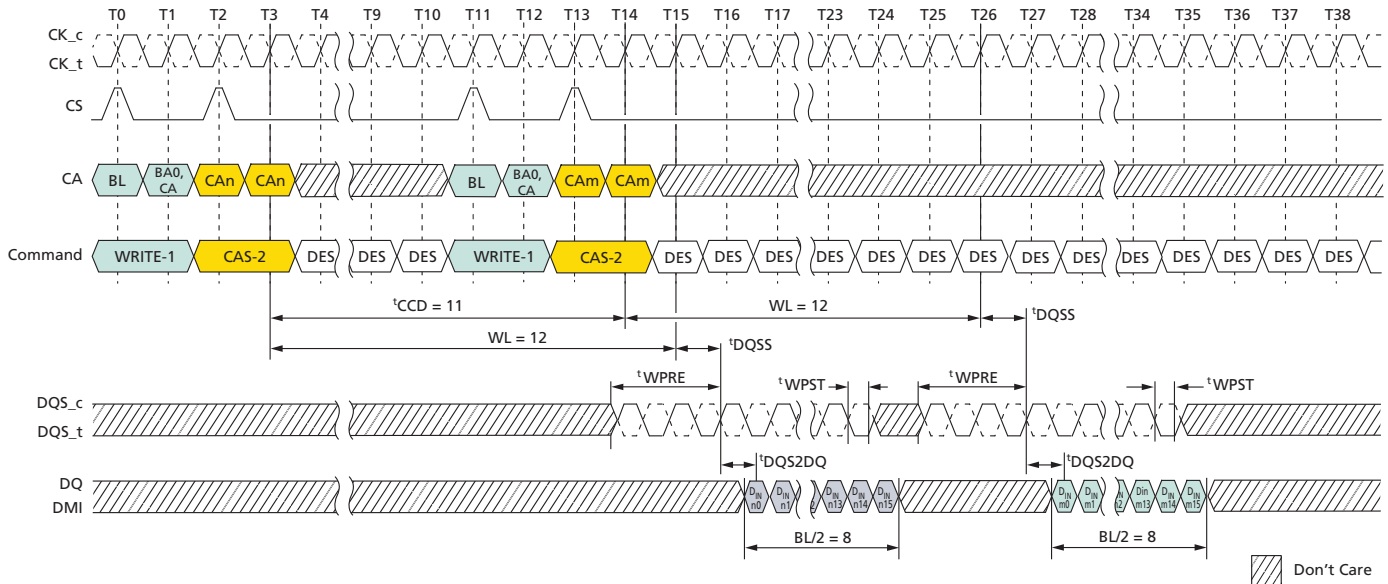 T0 T1 T2 T3 T4 T9 T10 T11 T12 T13 T14 T15 T16 T17 T23 T24 T25 T26 T27 T28 T34 T35 T36 T37 T38
CK_c
CK_t
CS
CA BL BA0, CA CAn CAn BL BA0, CA CAm CAm
Command WRITE-1 CAS-2 DES DES DES WRITE-1 CAS-2 DES DES DES DES DES DES DES DES DES DES DES DES DES DES
tCCD = 11 WL = 12 tDQSS
WL = 12 tDQSS
tWPRE tWPST tWPRE tWPST
DQS_c
DQS_t
tDQS2DQ tDQS2DQ
DQ DIN n0 DIN n1 DIN n13 DIN n14 DIN n15 DIN m0 DIN m1 Din m13 DIN m14 DIN m15
DMI
BL/2 = 8 BL/2 = 8
Don't Care